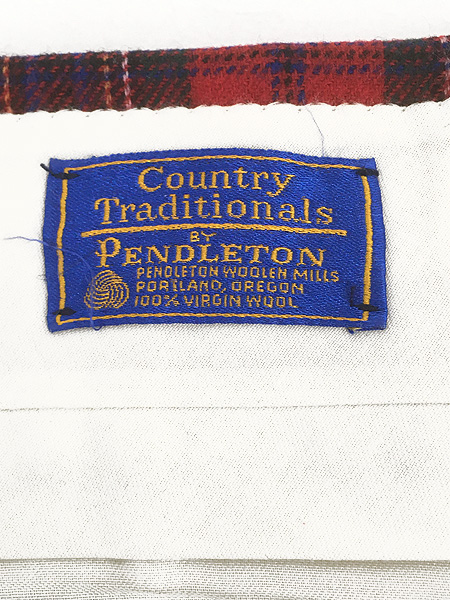 Country
Traditionals
BY
PENDLETON
PENDLETON WOOLEN MILLS
PORTLAND, OREGON
100% VIRGIN WOOL